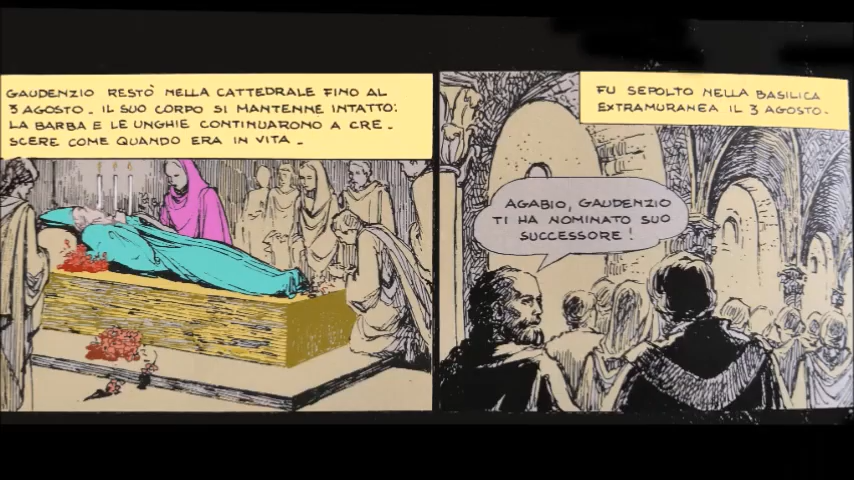 GAUDENZIO RESTÒ NELLA CATTEDRALE FINO AL
3 AGOSTO. IL SUO CORPO SI MANTENNE INTATTO:
LA BARBA E LE UNGHIE CONTINUARONO A CRE-
SCERE COME QUANDO ERA IN VITA.
FU SEPOLTO NELLA BASILICA
EXTRAMURANEA IL 3 AGOSTO.
AGABIO, GAUDENZIO
TI HA NOMINATO SUO
SUCCESSORE!